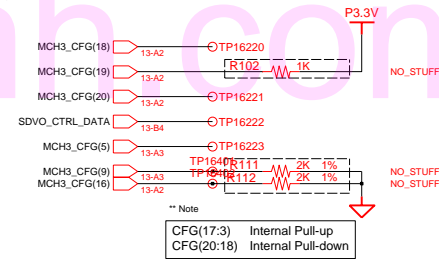 P3.3V
MCH3_CFG(18) 13-A2 TP16220
MCH3_CFG(19) 13-A2 R102 1K NO_STUFF
MCH3_CFG(20) 13-A2 TP16221
SDVO_CTRL_DATA 13-B4 TP16222
MCH3_CFG(5) 13-A3 TP16223
MCH3_CFG(9) 13-A3 R111 2K 1% NO_STUFF
MCH3_CFG(16) 13-A2 R112 2K 1% NO_STUFF
** Note
CFG(17:3) Internal Pull-up
CFG(20:18) Internal Pull-down